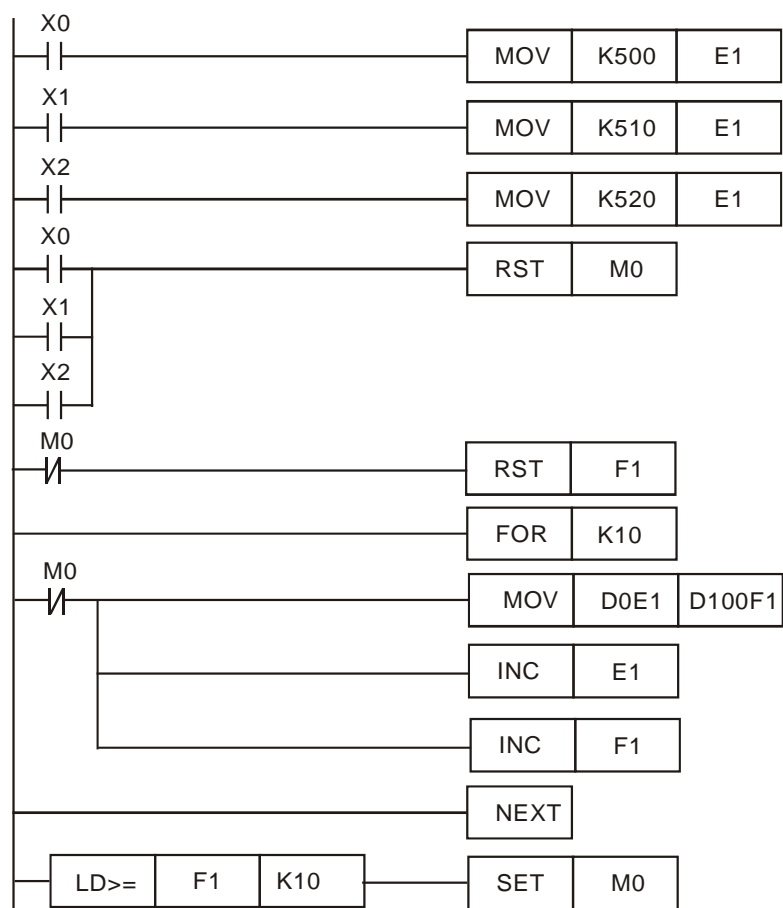 X0
MOV K500 E1
X1
MOV K510 E1
X2
MOV K520 E1
X0
RST M0
X1
X2
M0
RST F1
FOR K10
M0
MOV D0E1 D100F1
INC E1
INC F1
NEXT
LD>= F1 K10 SET M0